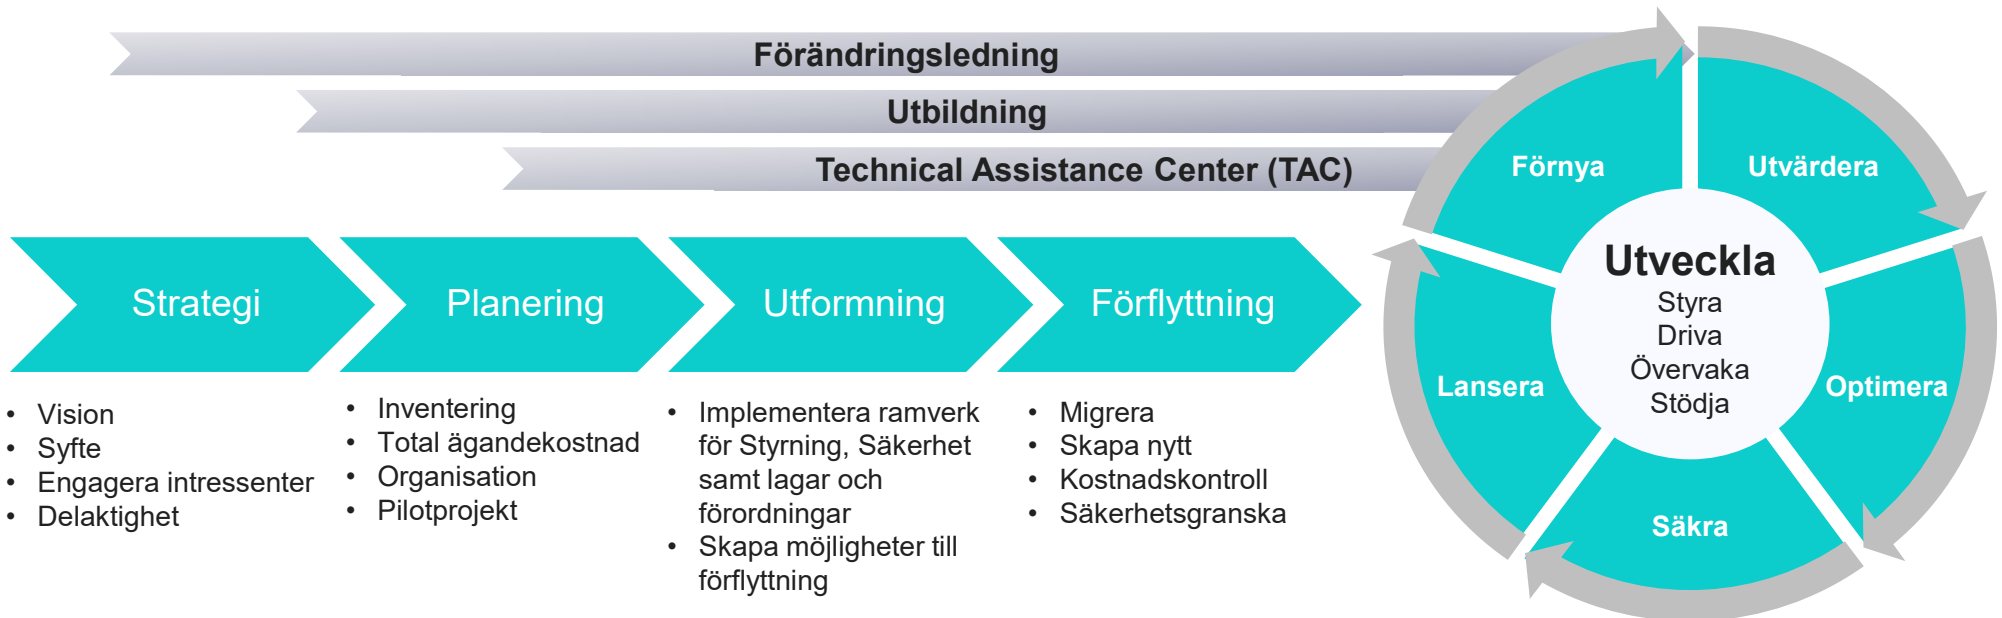 Förändringsledning
Utbildning
Technical Assistance Center (TAC)
Strategi
• Vision
• Syfte
• Engagera intressenter
• Delaktighet
Planering
• Inventering
• Total ägandekostnad
• Organisation
• Pilotprojekt
Utformning
• Implementera ramverk
för Styrning, Säkerhet
samt lagar och
förordningar
• Skapa möjligheter till
förflyttning
Förflyttning
• Migrera
• Skapa nytt
• Kostnadskontroll
• Säkerhetsgranska
Utveckla
Styra
Driva
Övervaka
Stödja
Utvärdera
Optimera
Säkra
Lansera
Förnya